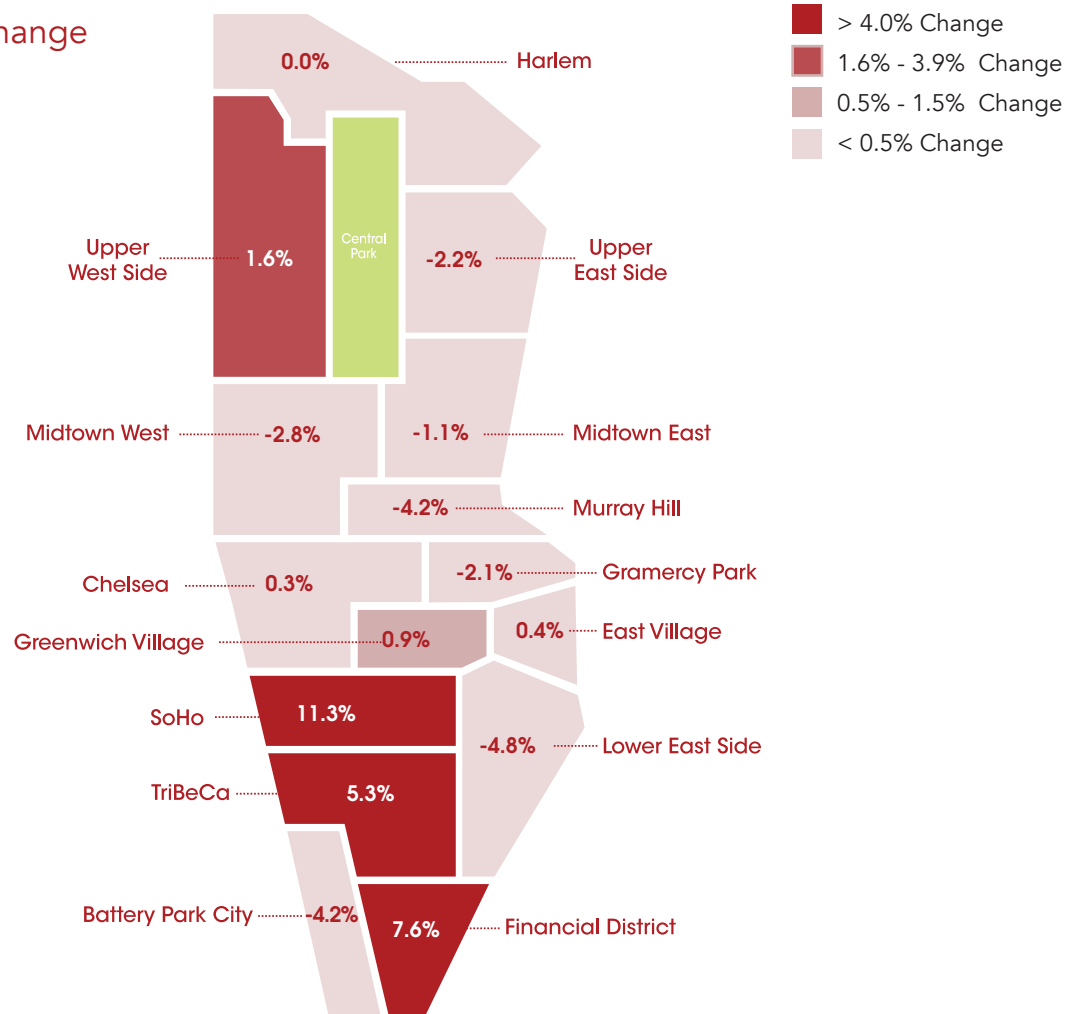 > 4.0% Change
1.6% - 3.9% Change
0.5% - 1.5% Change
< 0.5% Change
0.0%
Harlem
Upper
West Side
1.6%
Central
Park
-2.2%
Upper
East Side
Midtown West
-2.8%
-1.1%
Midtown East
-4.2%
Murray Hill
Chelsea
0.3%
-2.1%
Gramercy Park
Greenwich Village
0.9%
0.4%
East Village
SoHo
11.3%
-4.8%
Lower East Side
TriBeCa
5.3%
Battery Park City
-4.2%
7.6%
Financial District